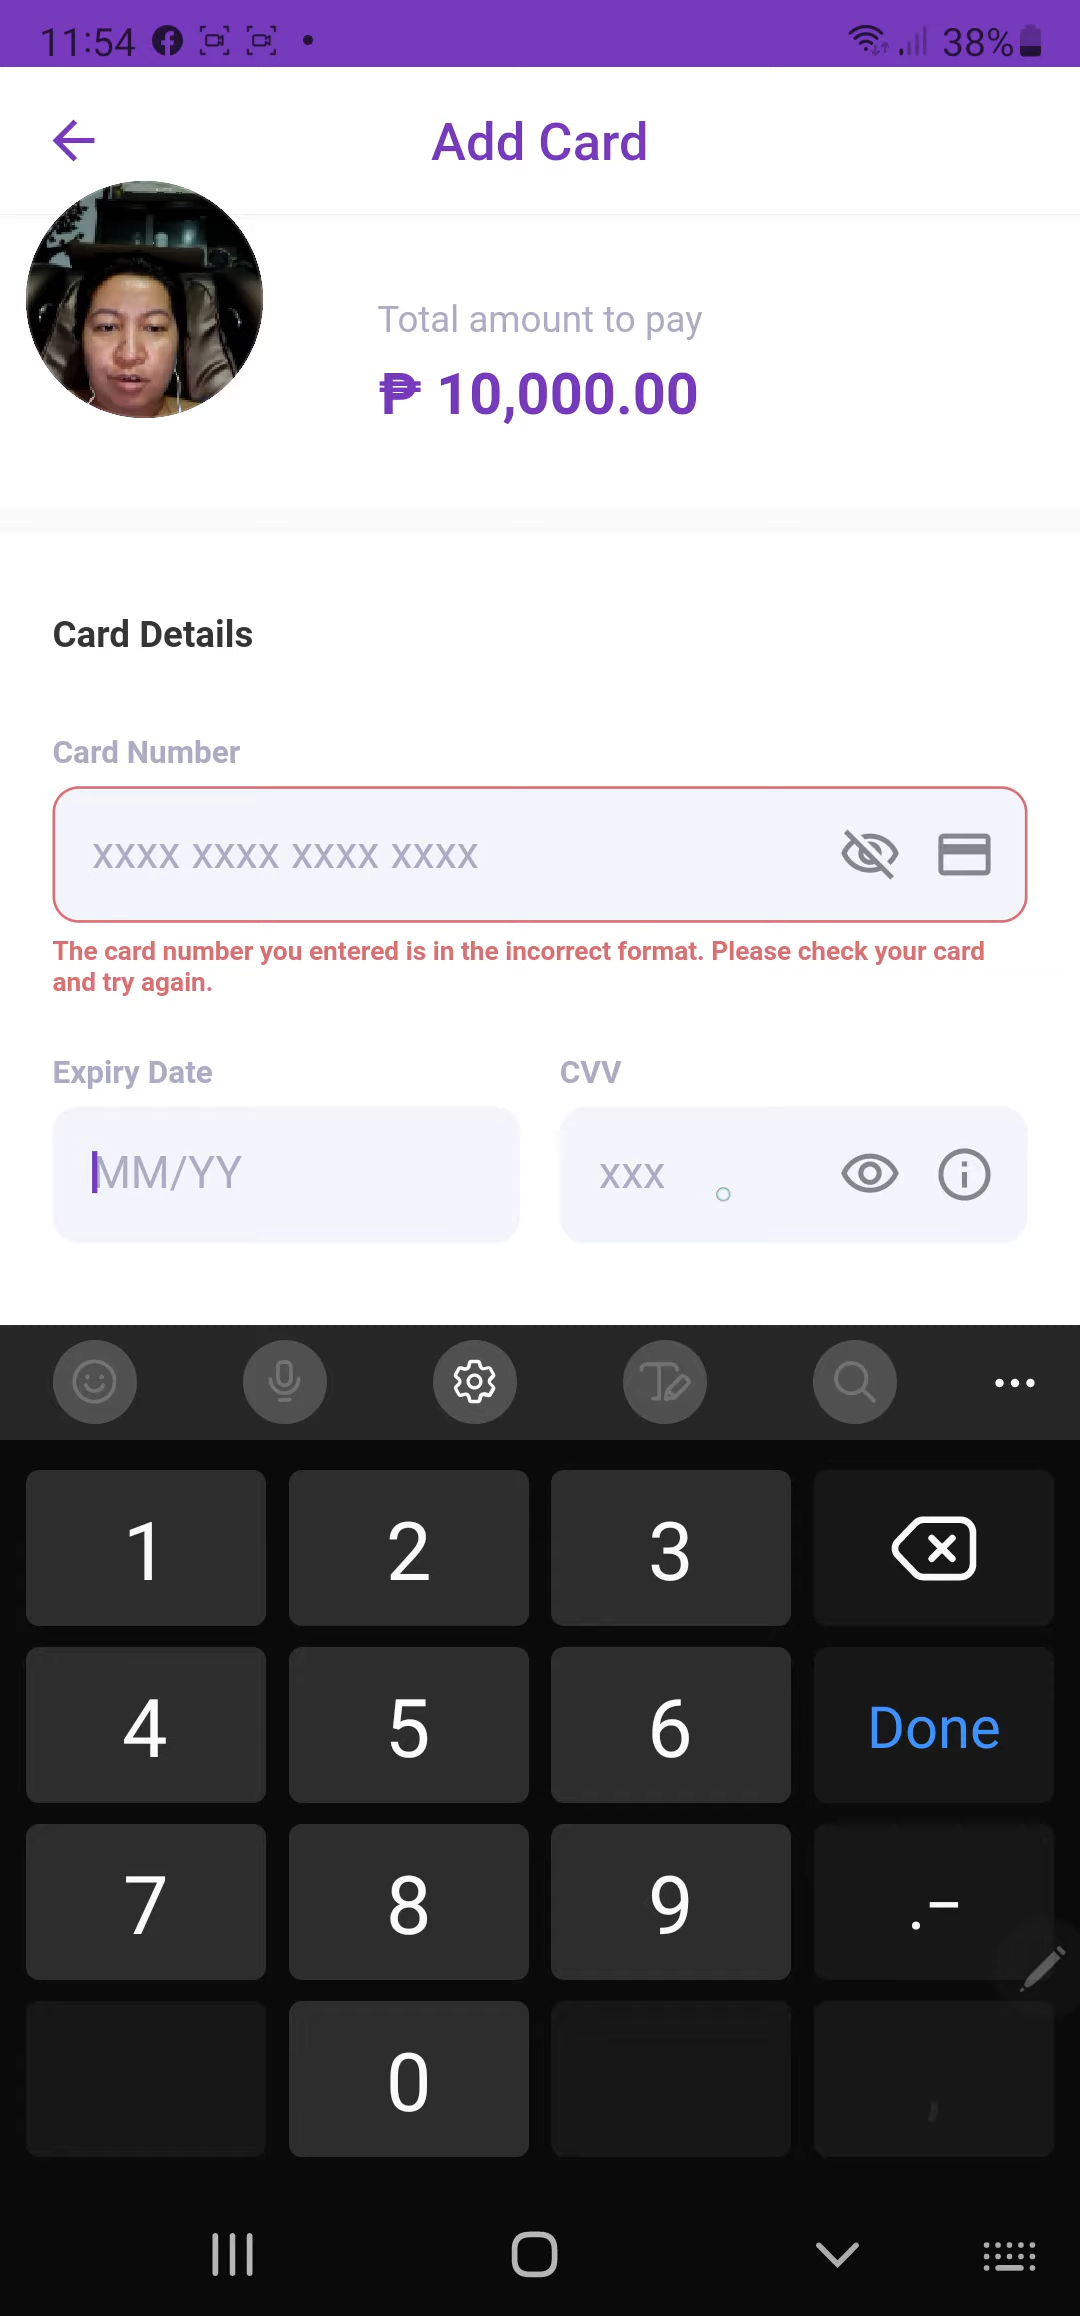 11:54
38%
Add Card
Total amount to pay
₱ 10,000.00
Card Details
Card Number
XXXX XXXX XXXX XXXX
The card number you entered is in the incorrect format. Please check your card
and try again.
Expiry Date CVV
MM/YY XXX
1 2 3
4 5 6 Done
7 8 9 .-
0 ,